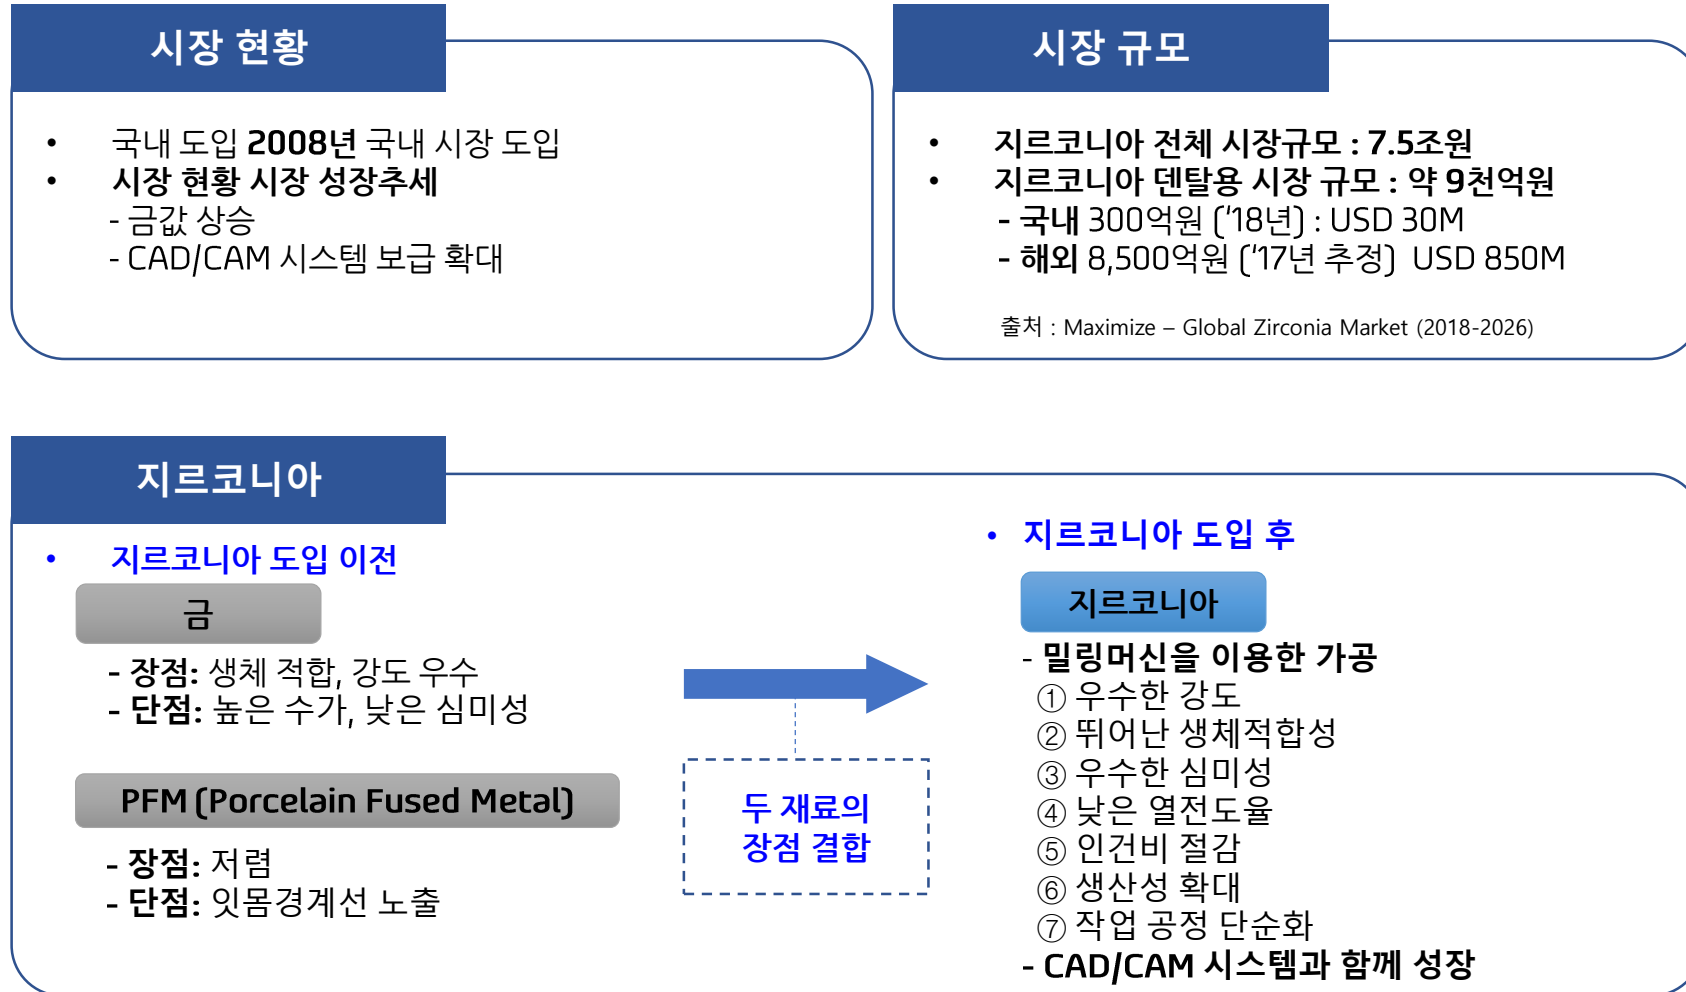 시장 현황
• 국내 도입 2008년 국내 시장 도입
• 시장 현황 시장 성장추세
- 금값 상승
- CAD/CAM 시스템 보급 확대
시장 규모
• 지르코니아 전체 시장규모 : 7.5조원
• 지르코니아 덴탈용 시장 규모 : 약 9천억원
- 국내 300억원 (‘18년) : USD 30M
- 해외 8,500억원 (‘17년 추정) USD 850M
출처 : Maximize – Global Zirconia Market (2018-2026)
지르코니아
• 지르코니아 도입 이전
금
- 장점: 생체 적합, 강도 우수
- 단점: 높은 수가, 낮은 심미성
PFM (Porcelain Fused Metal)
- 장점: 저렴
- 단점: 잇몸경계선 노출
두 재료의
장점 결합
• 지르코니아 도입 후
지르코니아
- 밀링머신을 이용한 가공
① 우수한 강도
② 뛰어난 생체적합성
③ 우수한 심미성
④ 낮은 열전도율
⑤ 인건비 절감
⑥ 생산성 확대
⑦ 작업 공정 단순화
- CAD/CAM 시스템과 함께 성장